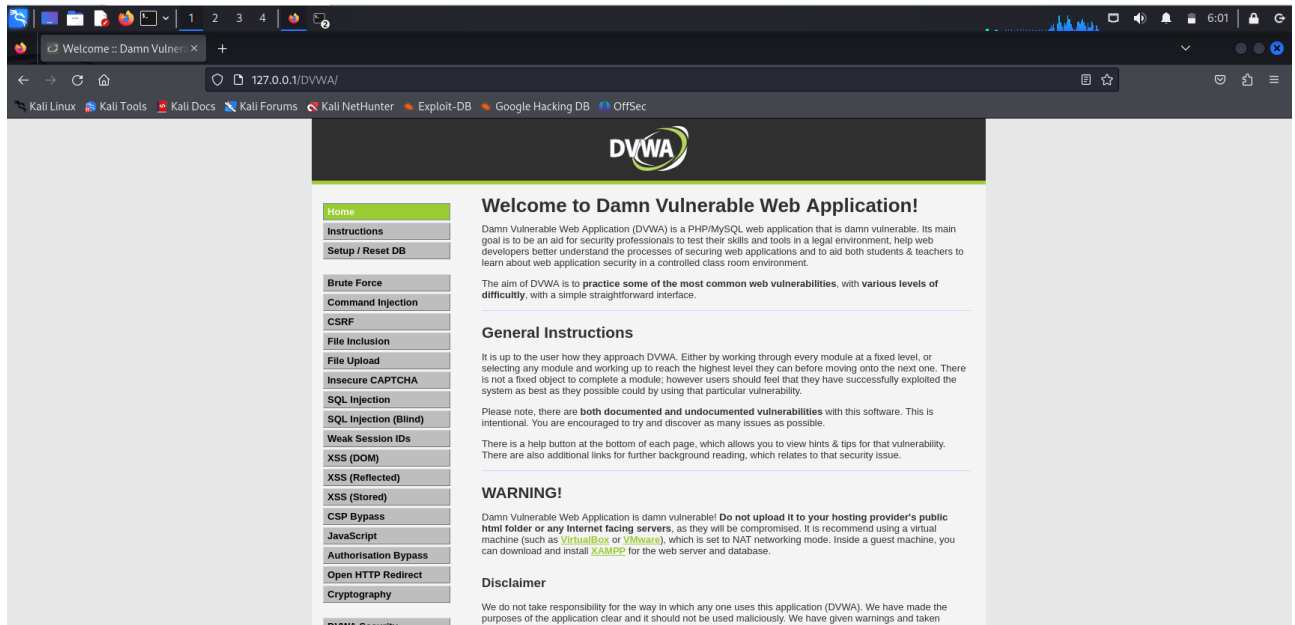 1 2 3 4 2 6:01
Welcome :: Damn Vulnera
127.0.0.1/DVWA/
Kali Linux Kali Tools Kali Docs Kali Forums Kali NetHunter Exploit-DB Google Hacking DB OffSec
DVWA
Home
Instructions
Setup / Reset DB
Brute Force
Command Injection
CSRF
File Inclusion
File Upload
Insecure CAPTCHA
SQL Injection
SQL Injection (Blind)
Weak Session IDs
XSS (DOM)
XSS (Reflected)
XSS (Stored)
CSP Bypass
JavaScript
Authorisation Bypass
Open HTTP Redirect
Cryptography
DVWA Security
Welcome to Damn Vulnerable Web Application!
Damn Vulnerable Web Application (DVWA) is a PHP/MySQL web application that is damn vulnerable. Its main
goal is to be an aid for security professionals to test their skills and tools in a legal environment, help web
developers better understand the processes of securing web applications and to aid both students & teachers to
learn about web application security in a controlled class room environment.
The aim of DVWA is to practice some of the most common web vulnerabilities, with various levels of
difficultly, with a simple straightforward interface.
General Instructions
It is up to the user how they approach DVWA. Either by working through every module at a fixed level, or
selecting any module and working up to reach the highest level they can before moving onto the next one. There
is not a fixed object to complete a module; however users should feel that they have successfully exploited the
system as best as they possible could by using that particular vulnerability.
Please note, there are both documented and undocumented vulnerabilities with this software. This is
intentional. You are encouraged to try and discover as many issues as possible.
There is a help button at the bottom of each page, which allows you to view hints & tips for that vulnerability.
There are also additional links for further background reading, which relates to that security issue.
WARNING!
Damn Vulnerable Web Application is damn vulnerable! Do not upload it to your hosting provider's public
html folder or any Internet facing servers, as they will be compromised. It is recommend using a virtual
machine (such as VirtualBox or VMware), which is set to NAT networking mode. Inside a guest machine, you
can download and install XAMPP for the web server and database.
Disclaimer
We do not take responsibility for the way in which any one uses this application (DVWA). We have made the
purposes of the application clear and it should not be used maliciously. We have given warnings and taken